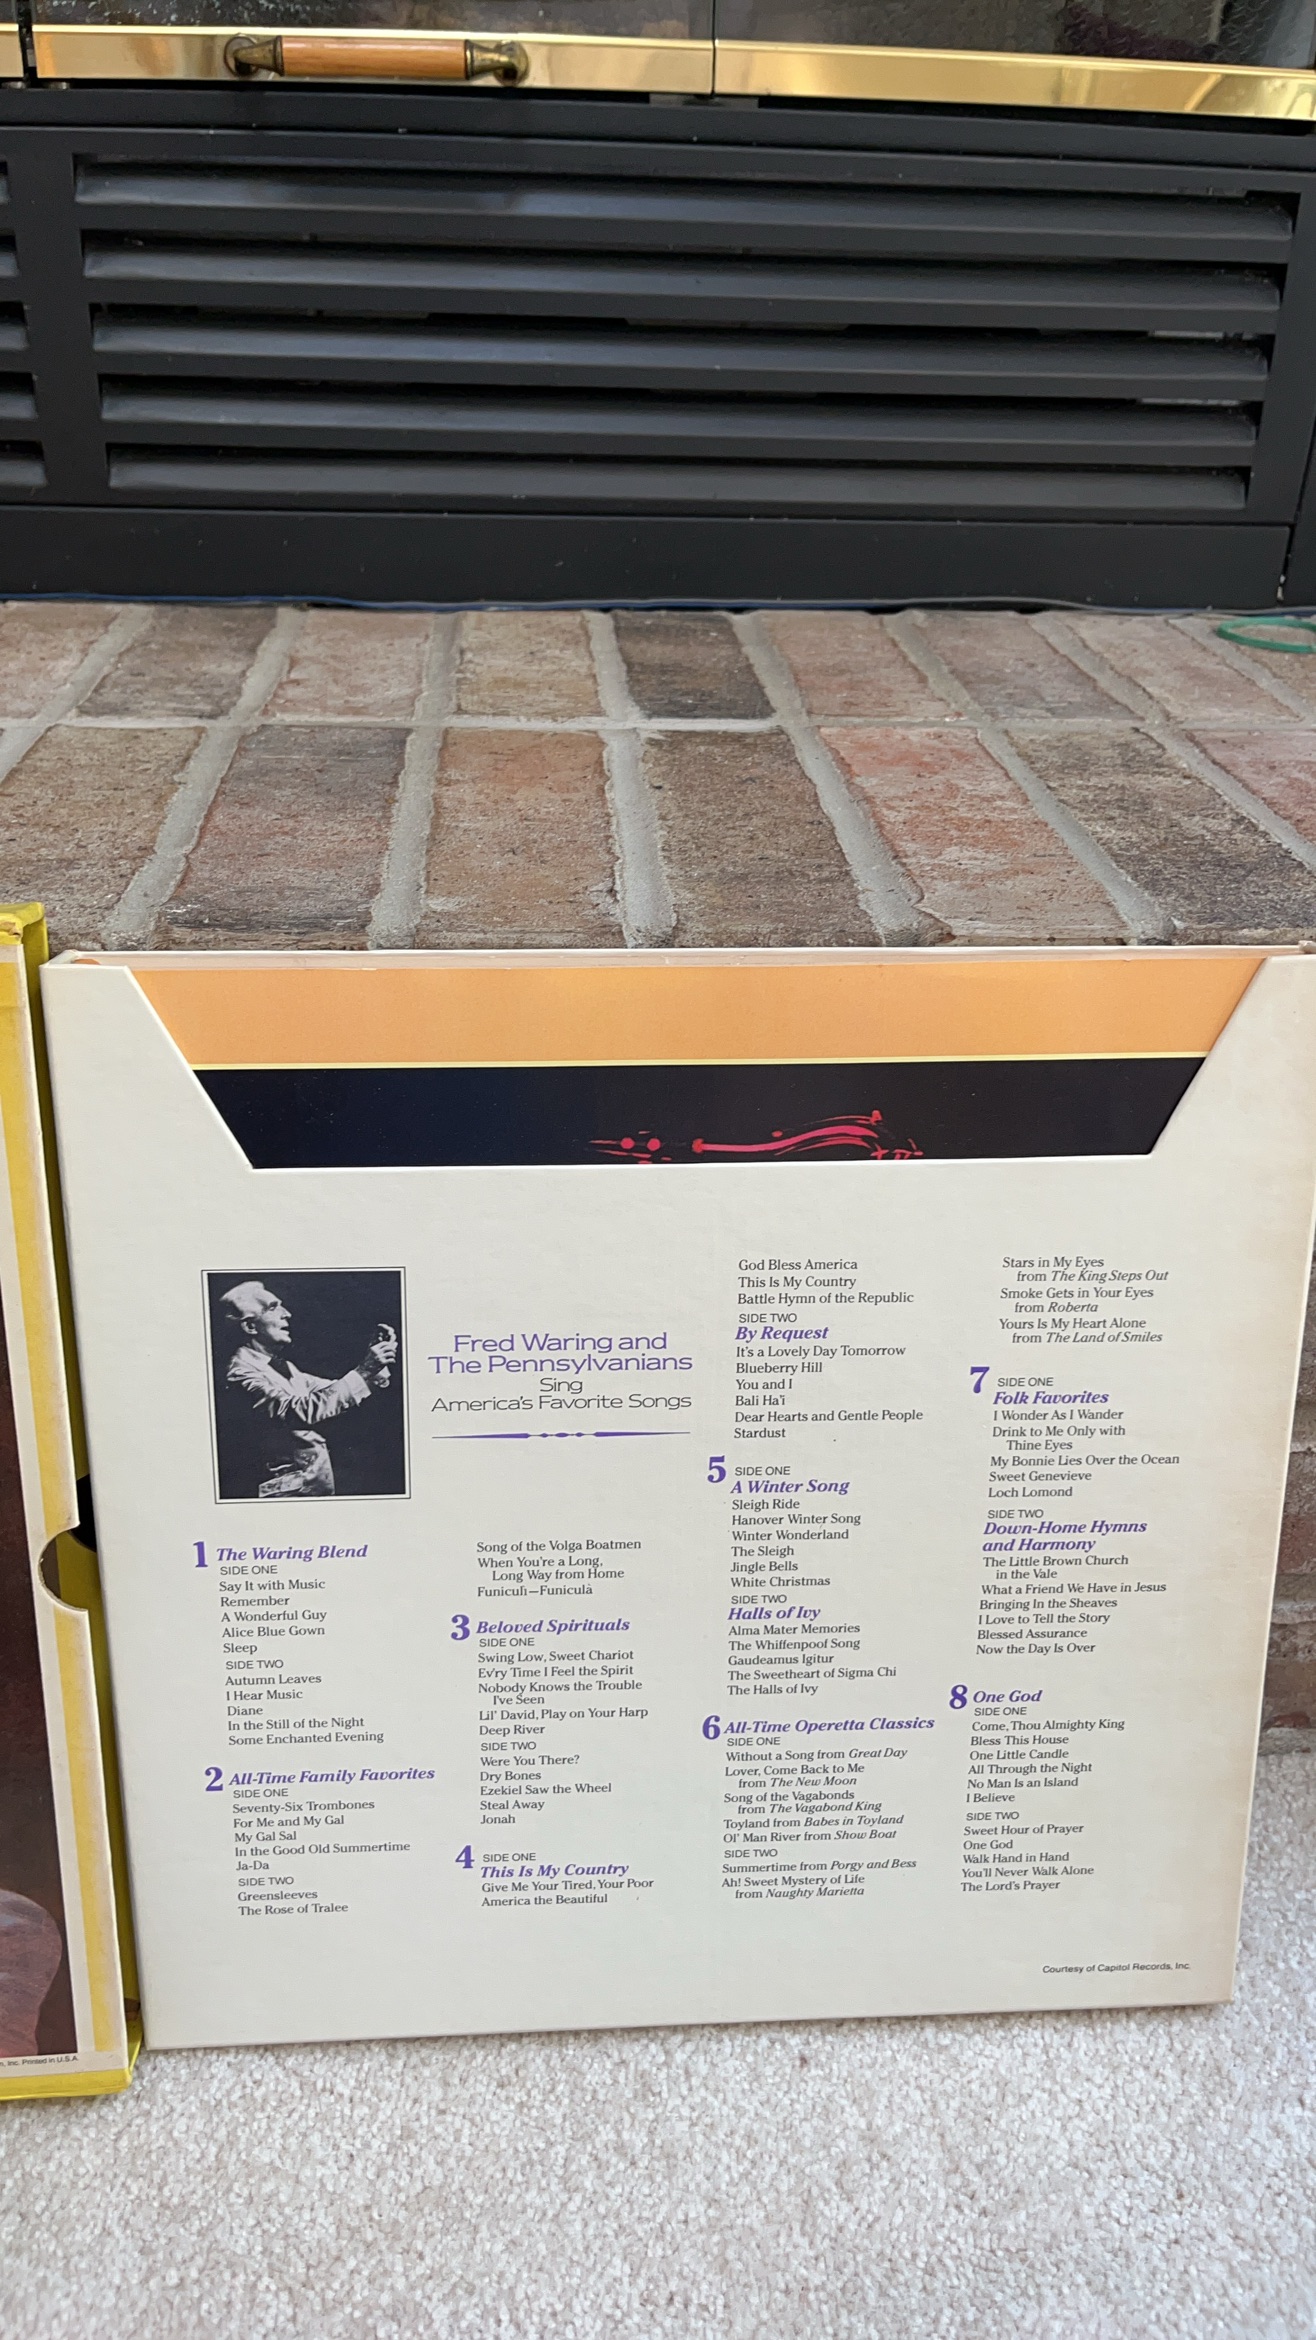 Fred Waring and
The Pennsylvanians
Sing
America's Favorite Songs
1 The Waring Blend
SIDE ONE
Say It with Music
Remember
A Wonderful Guy
Alice Blue Gown
Sleep
SIDE TWO
Autumn Leaves
I Hear Music
Diane
In the Still of the Night
Some Enchanted Evening
2 All-Time Family Favorites
SIDE ONE
Seventy-Six Trombones
For Me and My Gal
My Gal Sal
In the Good Old Summertime
Ja-Da
SIDE TWO
Greensleeves
The Rose of Tralee
Song of the Volga Boatmen
When You're a Long,
Long Way from Home
Funiculì—Funiculà
3 Beloved Spirituals
SIDE ONE
Swing Low, Sweet Chariot
Ev'ry Time I Feel the Spirit
Nobody Knows the Trouble
I've Seen
Lil' David, Play on Your Harp
Deep River
SIDE TWO
Were You There?
Dry Bones
Ezekiel Saw the Wheel
Steal Away
Jonah
4 SIDE ONE
This Is My Country
Give Me Your Tired, Your Poor
America the Beautiful
God Bless America
This Is My Country
Battle Hymn of the Republic
SIDE TWO
By Request
It's a Lovely Day Tomorrow
Blueberry Hill
You and I
Bali Ha'i
Dear Hearts and Gentle People
Stardust
5 SIDE ONE
A Winter Song
Sleigh Ride
Hanover Winter Song
Winter Wonderland
The Sleigh
Jingle Bells
White Christmas
SIDE TWO
Halls of Ivy
Alma Mater Memories
The Whiffenpoof Song
Gaudeamus Igitur
The Sweetheart of Sigma Chi
The Halls of Ivy
6 All-Time Operetta Classics
SIDE ONE
Without a Song from Great Day
Lover, Come Back to Me
from The New Moon
Song of the Vagabonds
from The Vagabond King
Toyland from Babes in Toyland
Ol' Man River from Show Boat
SIDE TWO
Summertime from Porgy and Bess
Ah! Sweet Mystery of Life
from Naughty Marietta
Stars in My Eyes
from The King Steps Out
Smoke Gets in Your Eyes
from Roberta
Yours Is My Heart Alone
from The Land of Smiles
7 SIDE ONE
Folk Favorites
I Wonder As I Wander
Drink to Me Only with
Thine Eyes
My Bonnie Lies Over the Ocean
Sweet Genevieve
Loch Lomond
SIDE TWO
Down-Home Hymns
and Harmony
The Little Brown Church
in the Vale
What a Friend We Have in Jesus
Bringing In the Sheaves
I Love to Tell the Story
Blessed Assurance
Now the Day Is Over
8 One God
SIDE ONE
Come, Thou Almighty King
Bless This House
One Little Candle
All Through the Night
No Man Is an Island
I Believe
SIDE TWO
Sweet Hour of Prayer
One God
Walk Hand in Hand
You'll Never Walk Alone
The Lord's Prayer
Courtesy of Capitol Records, Inc.
Inc. Printed in U.S.A.